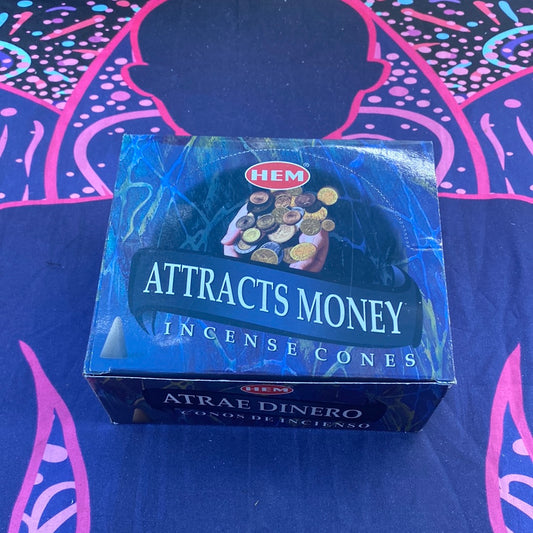 HEM
ATTRACTS MONEY
INCENSE CONES
HEM
ATRAE DINERO
CONOS DE INCIENSO